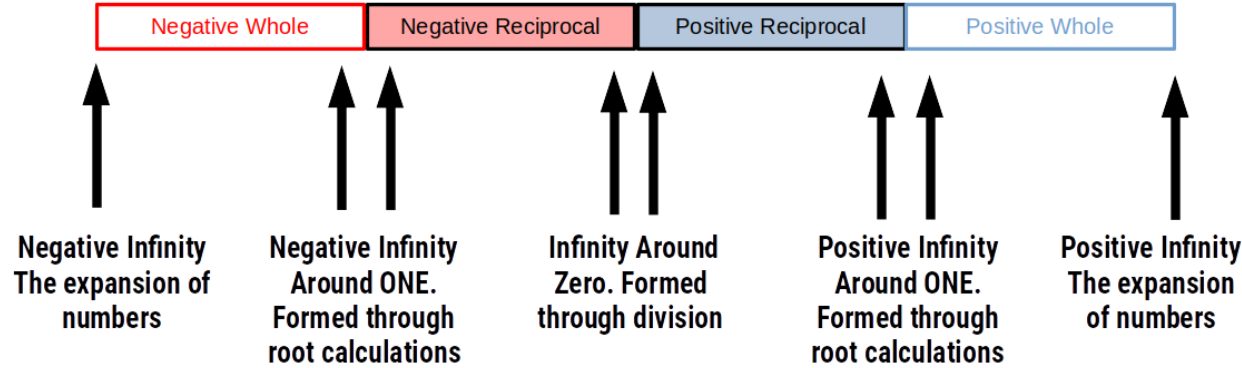 Negative Whole
Negative Reciprocal
Positive Reciprocal
Positive Whole
Negative Infinity
The expansion of
numbers
Negative Infinity
Around ONE.
Formed through
root calculations
Infinity Around
Zero. Formed
through division
Positive Infinity
Around ONE.
Formed through
root calculations
Positive Infinity
The expansion
of numbers